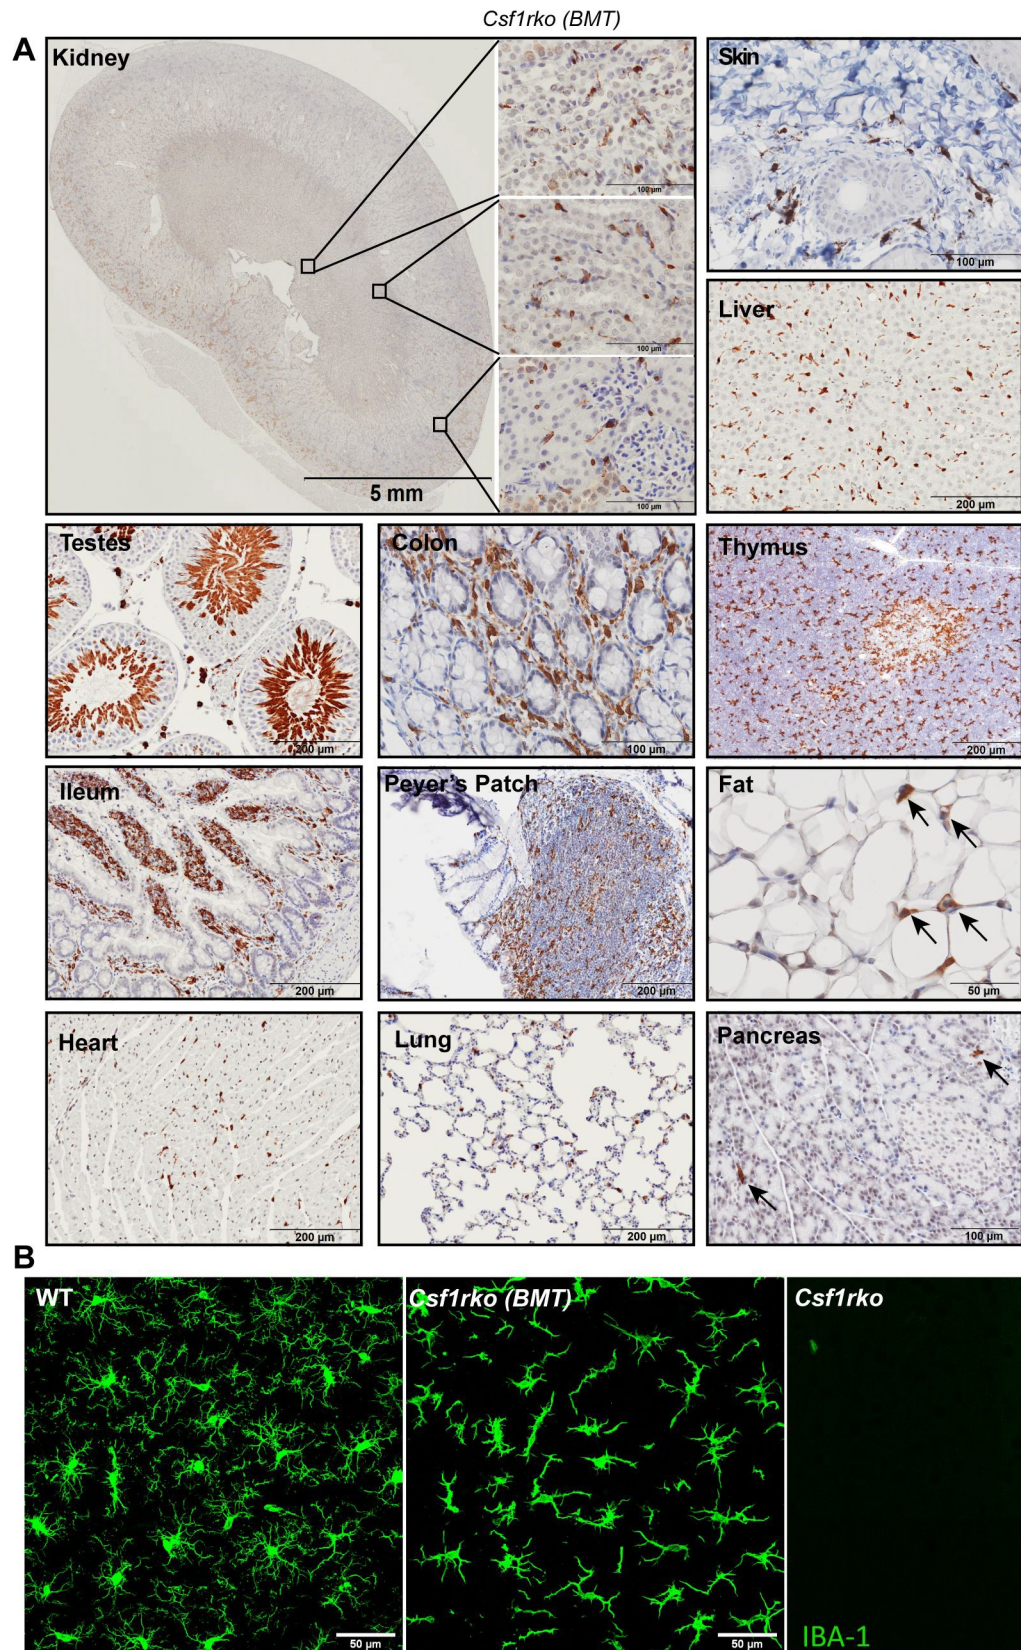 Csf1rko (BMT)
A
Kidney
100 µm
100 µm
100 µm
5 mm
Skin
100 µm
Liver
200 µm
Testes
200 µm
Colon
100 µm
Thymus
200 µm
Ileum
200 µm
Peyer's Patch
200 µm
Fat
50 µm
Heart
200 µm
Lung
200 µm
Pancreas
100 µm
B
WT
50 µm
Csf1rko (BMT)
50 µm
Csf1rko
IBA-1